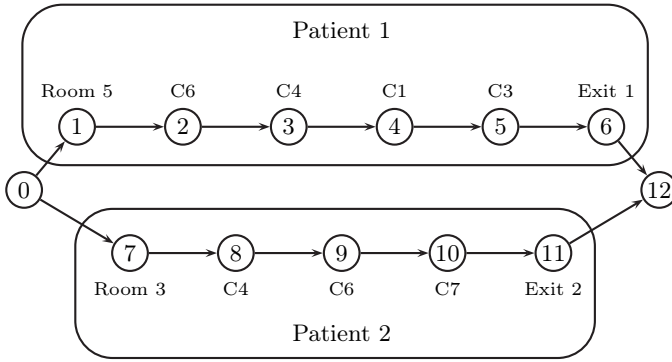 Patient 1
Room 5 C6 C4 C1 C3 Exit 1
1 2 3 4 5 6
0 12
7 8 9 10 11
Room 3 C4 C6 C7 Exit 2
Patient 2